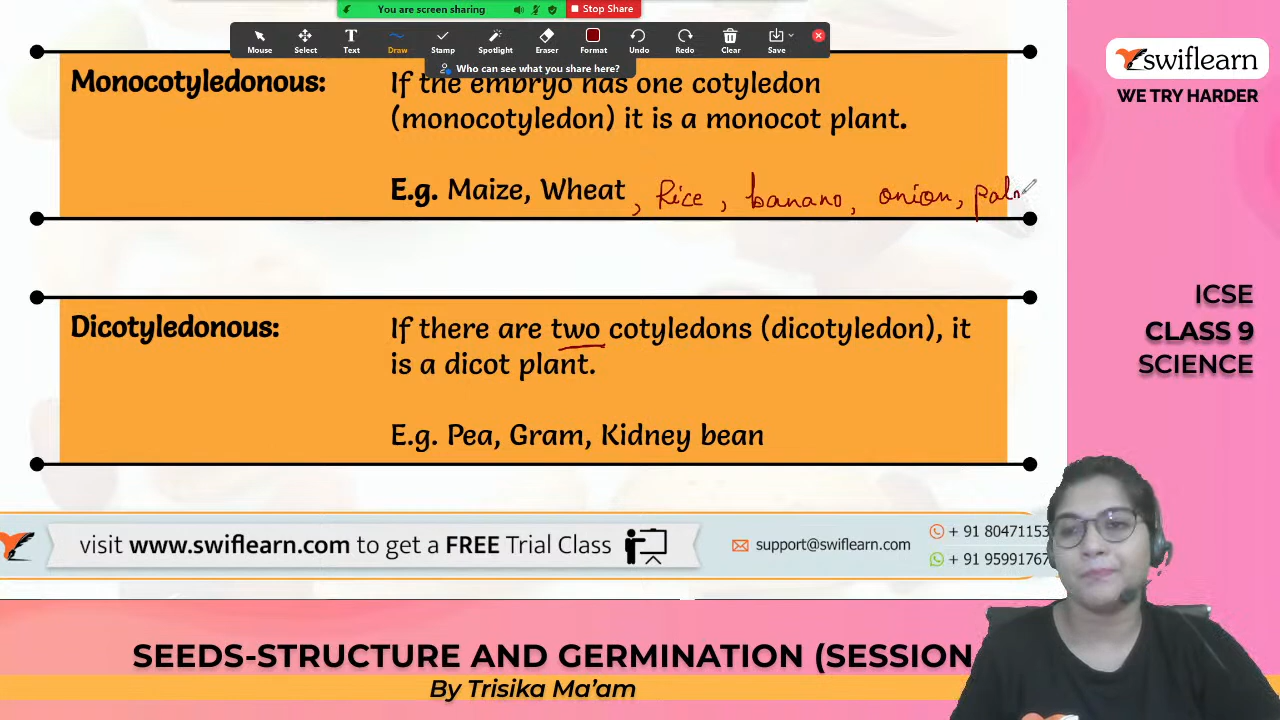 You are screen sharing
Stop Share
Mouse Select Text Draw Stamp Spotlight Eraser Format Undo Redo Clear Save
Who can see what you share here?
swiflearn
WE TRY HARDER
Monocotyledonous: If the embryo has one cotyledon
(monocotyledon) it is a monocot plant.
E.g. Maize, Wheat , Rice , banana, onion,
Dicotyledonous: If there are two cotyledons (dicotyledon), it
is a dicot plant.
E.g. Pea, Gram, Kidney bean
ICSE
CLASS 9
SCIENCE
visit www.swiflearn.com to get a FREE Trial Class
support@swiflearn.com
+ 91 80471153
+ 91 9599176
SEEDS-STRUCTURE AND GERMINATION (SESSION
By Trisika Ma'am